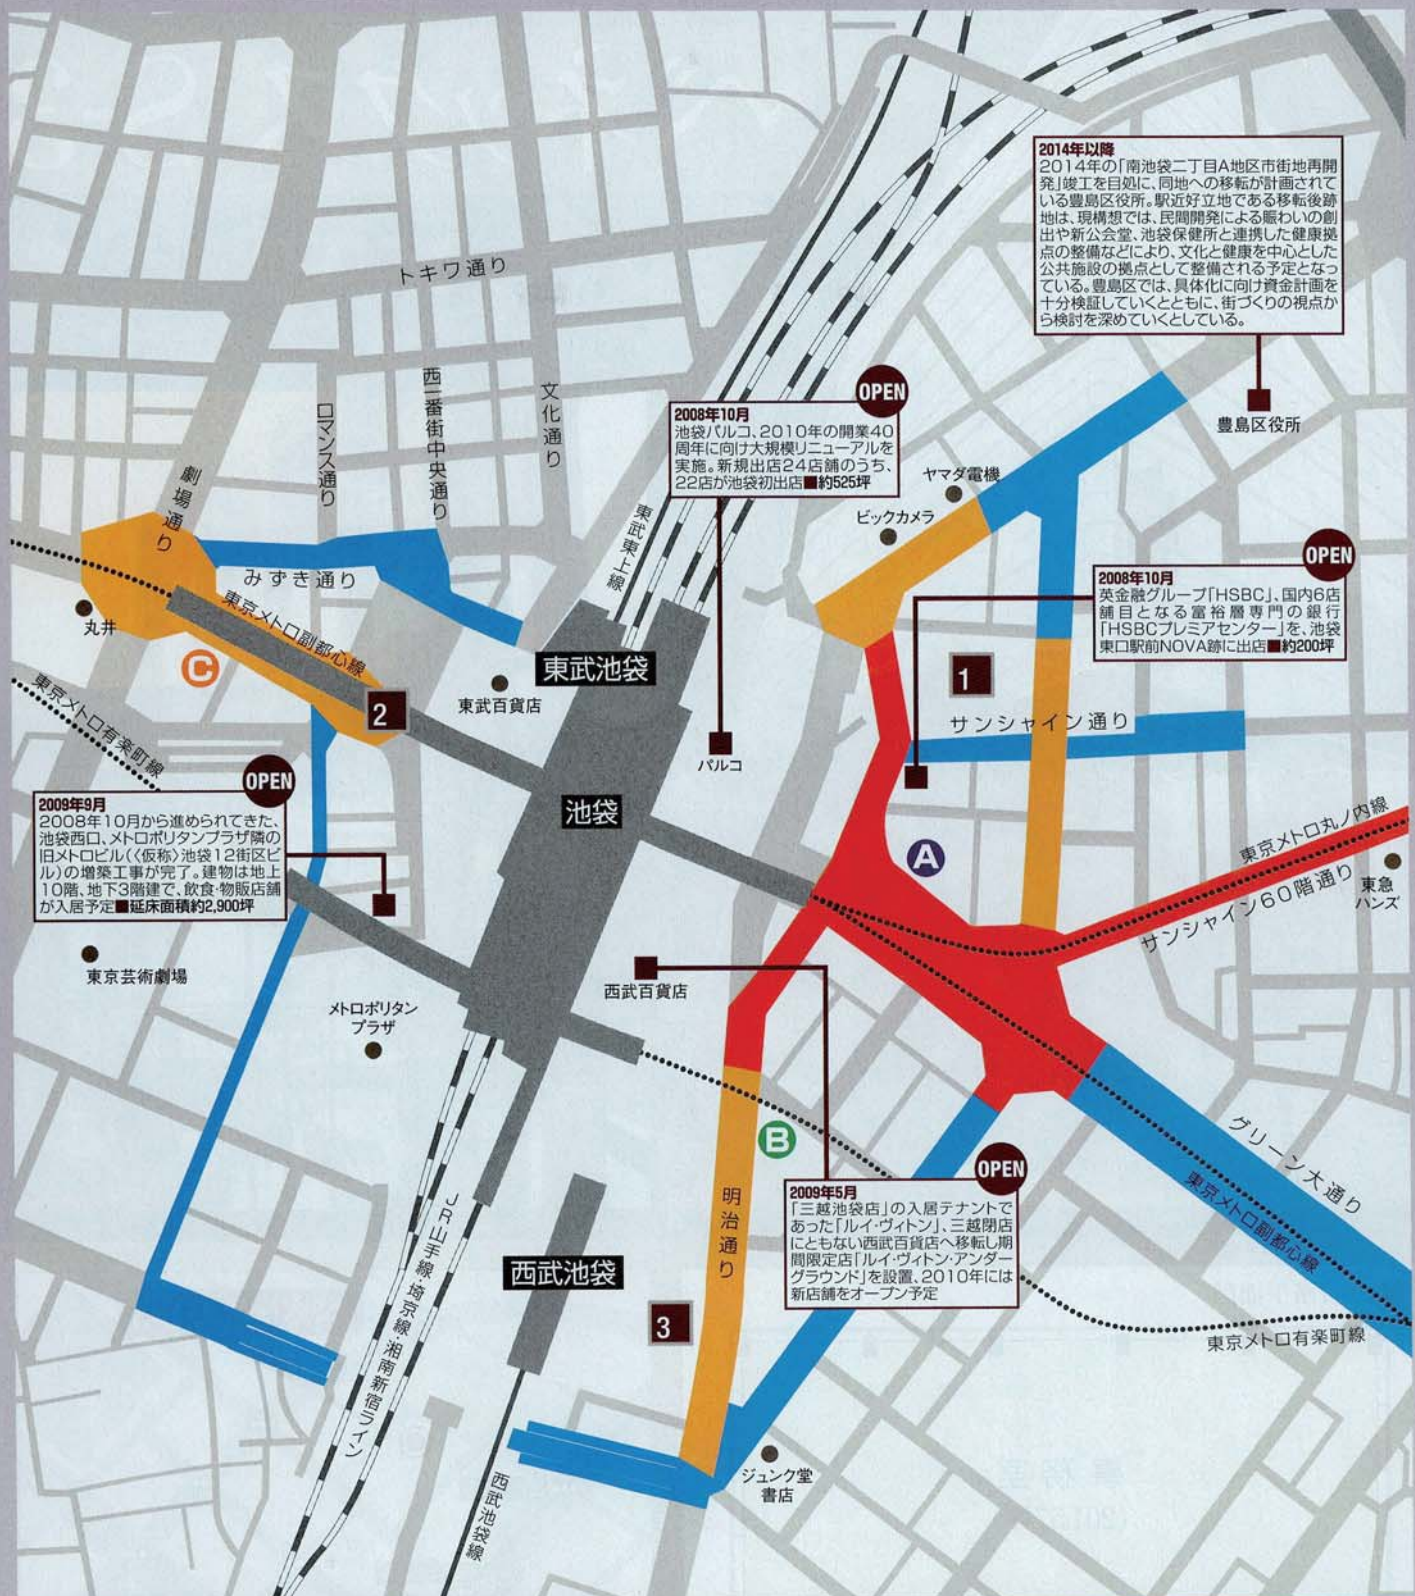 2014年以降
2014年の「南池袋二丁目A地区市街地再開
発」竣工を目処に、同地への移転が計画されて
いる豊島区役所。駅近好立地である移転後跡
地は、現構想では、民間開発による賑わいの創
出や新公会堂、池袋保健所と連携した健康拠
点の整備などにより、文化と健康を中心とした
公共施設の拠点として整備される予定となっ
ている。豊島区では、具体化に向け資金計画を
十分検証していくとともに、街づくりの視点か
ら検討を深めていくとしている。
豊島区役所
トキワ通り
劇場通り
ロマンス通り
西一番街中央通り
文化通り
東武東上線
OPEN
2008年10月
池袋パルコ、2010年の開業40
周年に向け大規模リニューアルを
実施。新規出店24店舗のうち、
22店が池袋初出店■約525坪
パルコ
ヤマダ電機
ビックカメラ
OPEN
2008年10月
英金融グループ「HSBC」、国内6店
舗目となる富裕層専門の銀行
「HSBCプレミアセンター」を、池袋
東口駅前NOVA跡に出店■約200坪
1
サンシャイン通り
みずき通り
東京メトロ副都心線
丸井
C
2
東京メトロ有楽町線
東武百貨店
東武池袋
池袋
A
東京メトロ丸ノ内線
サンシャイン60階通り
東急
ハンズ
OPEN
2009年9月
2008年10月から進められてきた、
池袋西口、メトロポリタンプラザ隣の
旧メトロビル(〈仮称〉池袋12街区ビ
ル)の増築工事が完了。建物は地上
10階、地下3階建で、飲食・物販店舗
が入居予定■延床面積約2,900坪
東京芸術劇場
メトロポリタン
プラザ
西武百貨店
B
OPEN
2009年5月
「三越池袋店」の入居テナントで
あった「ルイ・ヴィトン」、三越閉店
にともない西武百貨店へ移転し期
間限定店「ルイ・ヴィトン・アンダー
グラウンド」を設置、2010年には
新店舗をオープン予定
明治通り
グリーン大通り
東京メトロ副都心線
東京メトロ有楽町線
西武池袋
3
JR山手線・埼京線・湘南新宿ライン
西武池袋線
ジュンク堂
書店